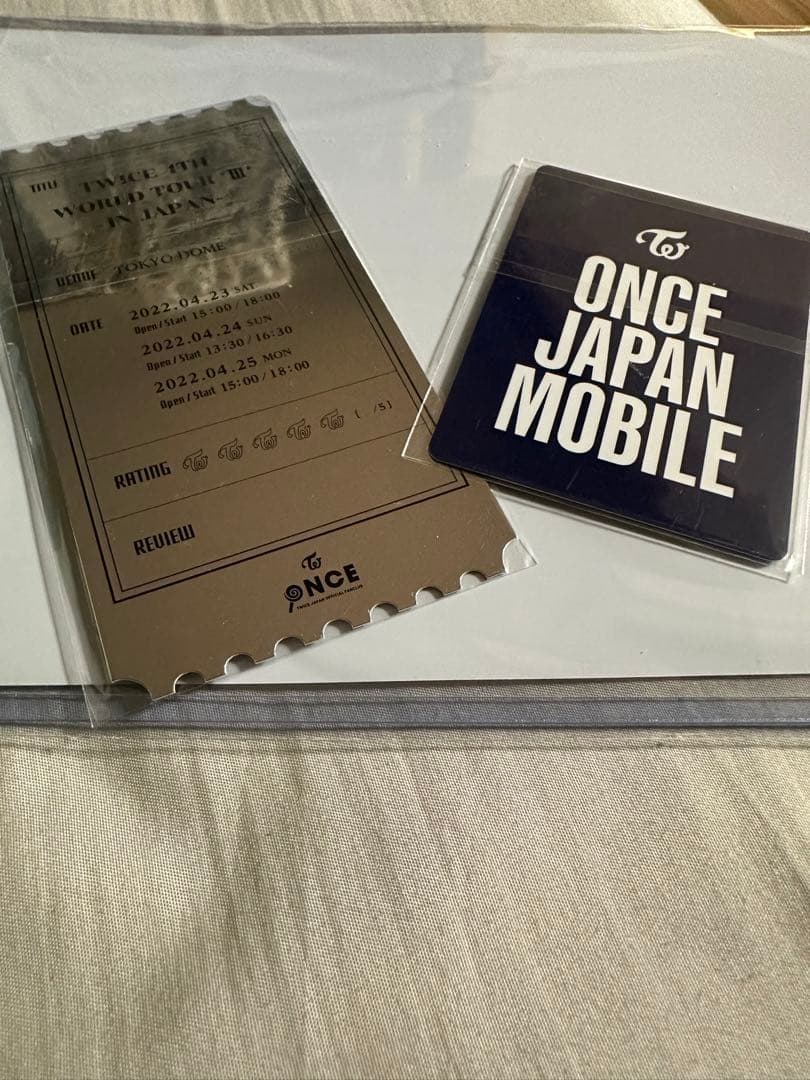 TITLE TWICE 4TH
WORLD TOUR 'III'
IN JAPAN-
VENUE TOKYO DOME
DATE 2022.04.23 SAT
Open/Start 15:00/18:00
2022.04.24 SUN
Open/Start 13:30/16:30
2022.04.25 MON
Open/Start 15:00/18:00
RATING [ /5]
REVIEW
ONCE
TWICE JAPAN OFFICIAL FANCLUB
ONCE
JAPAN
MOBILE